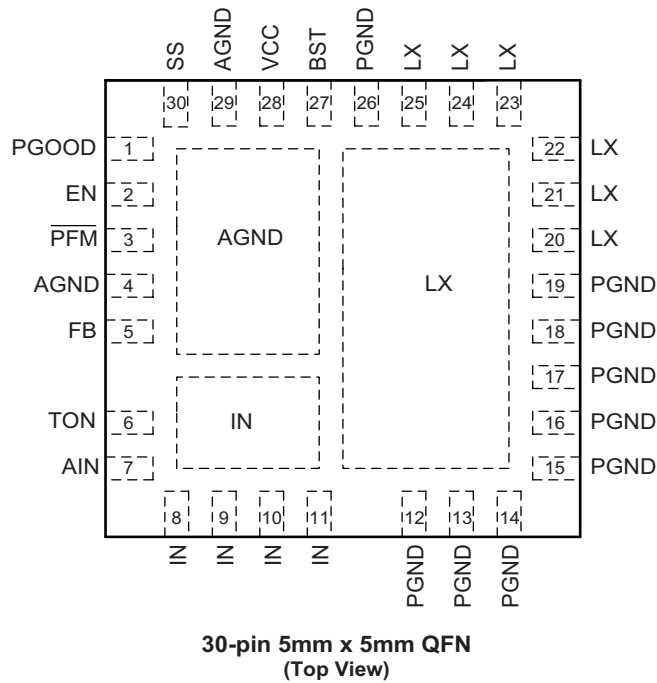 SS AGND VCC BST PGND LX LX LX
30 29 28 27 26 25 24 23
PGOOD 1 22 LX
EN 2 21 LX
PFM 3 20 LX
AGND
LX
AGND 4 19 PGND
FB 5 18 PGND
17 PGND
TON 6 IN 16 PGND
AIN 7 15 PGND
8 9 10 11 12 13 14
IN IN IN IN PGND PGND PGND
30-pin 5mm x 5mm QFN
(Top View)